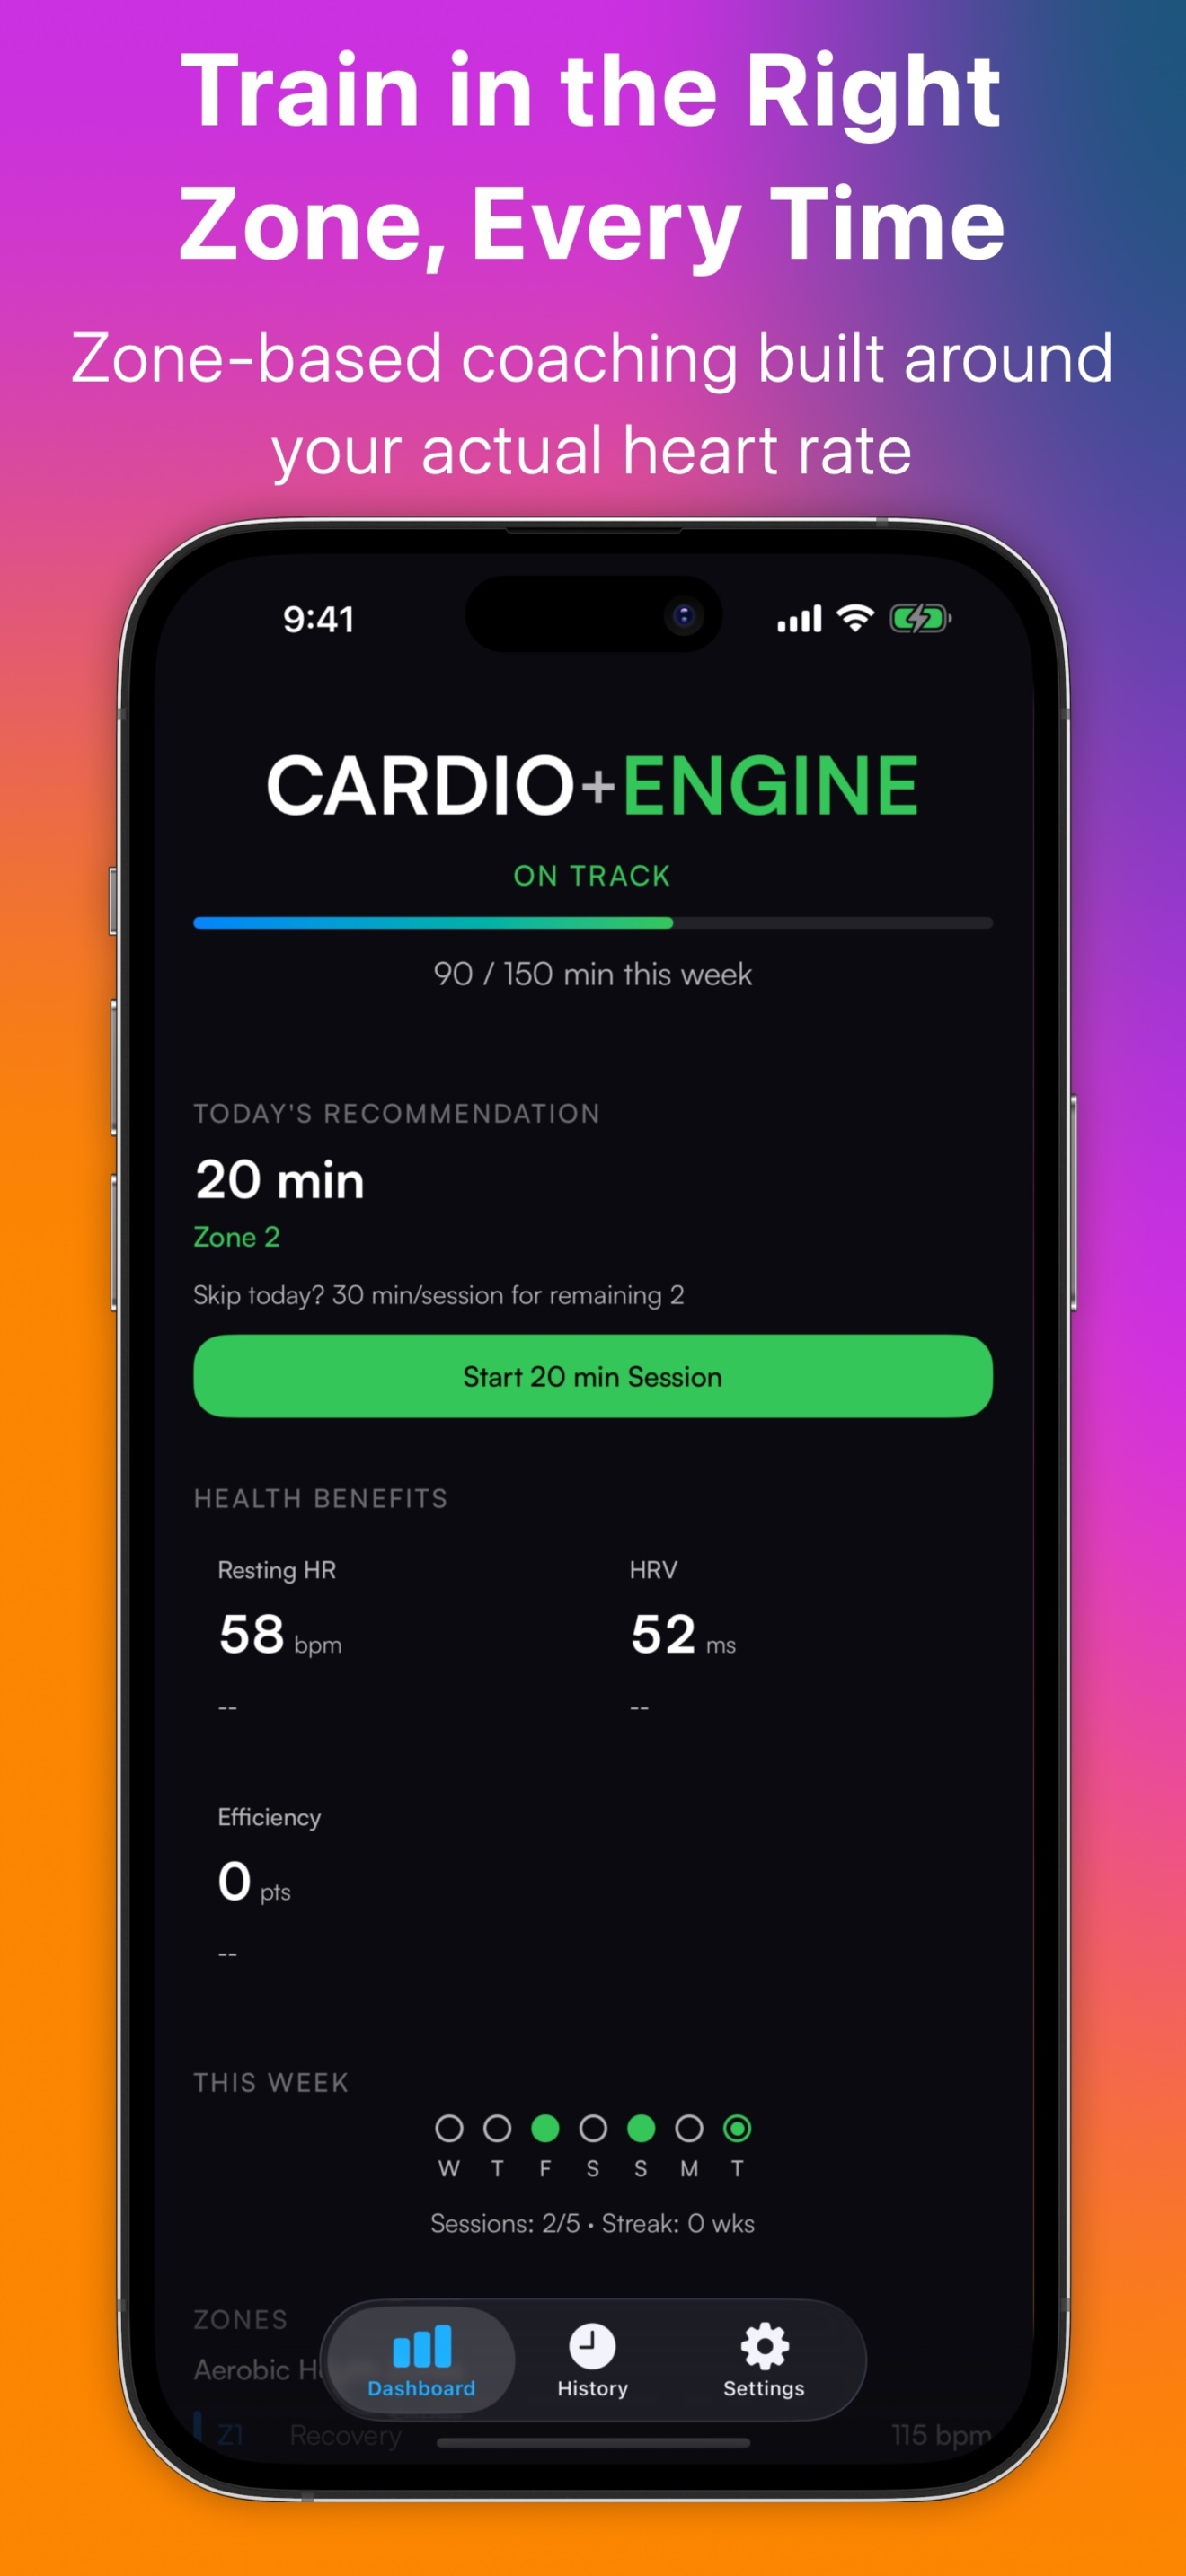 Train in the Right
Zone, Every Time
Zone-based coaching built around
your actual heart rate
9:41
CARDIO+ENGINE
ON TRACK
90 / 150 min this week
TODAY'S RECOMMENDATION
20 min
Zone 2
Skip today? 30 min/session for remaining 2
Start 20 min Session
HEALTH BENEFITS
Resting HR
HRV
58 bpm
52 ms
--
--
Efficiency
0 pts
--
THIS WEEK
W T F S S M T
Sessions: 2/5 • Streak: 0 wks
ZONES
Aerobic
Dashboard
History
Settings
Z1 Recovery 115 bpm